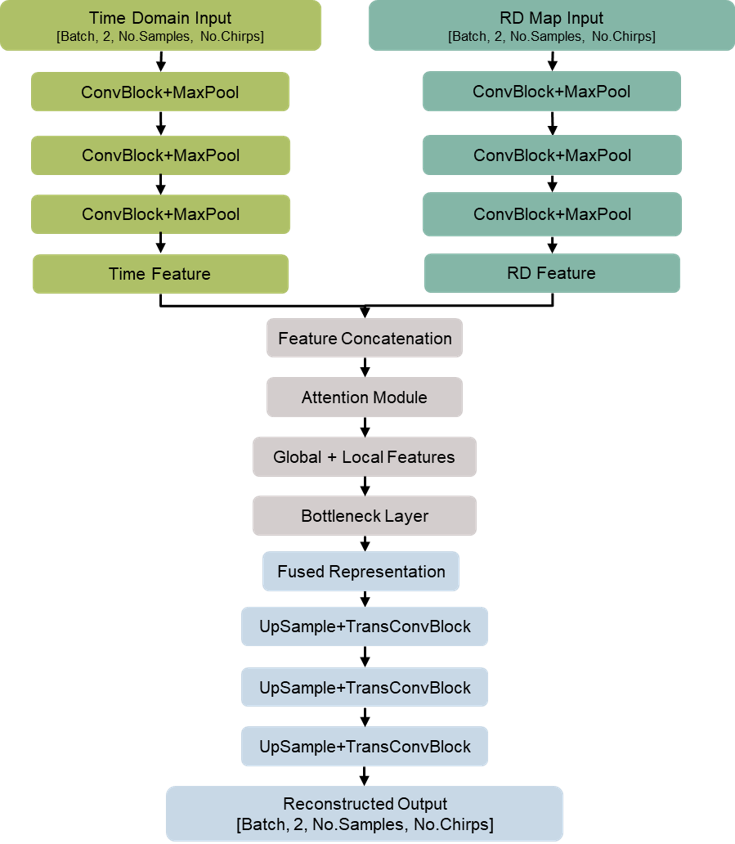 Time Domain Input
[Batch, 2, No.Samples, No.Chirps]
ConvBlock+MaxPool
ConvBlock+MaxPool
ConvBlock+MaxPool
Time Feature
RD Map Input
[Batch, 2, No.Samples, No.Chirps]
ConvBlock+MaxPool
ConvBlock+MaxPool
ConvBlock+MaxPool
RD Feature
Feature Concatenation
Attention Module
Global + Local Features
Bottleneck Layer
Fused Representation
UpSample+TransConvBlock
UpSample+TransConvBlock
UpSample+TransConvBlock
Reconstructed Output
[Batch, 2, No.Samples, No.Chirps]